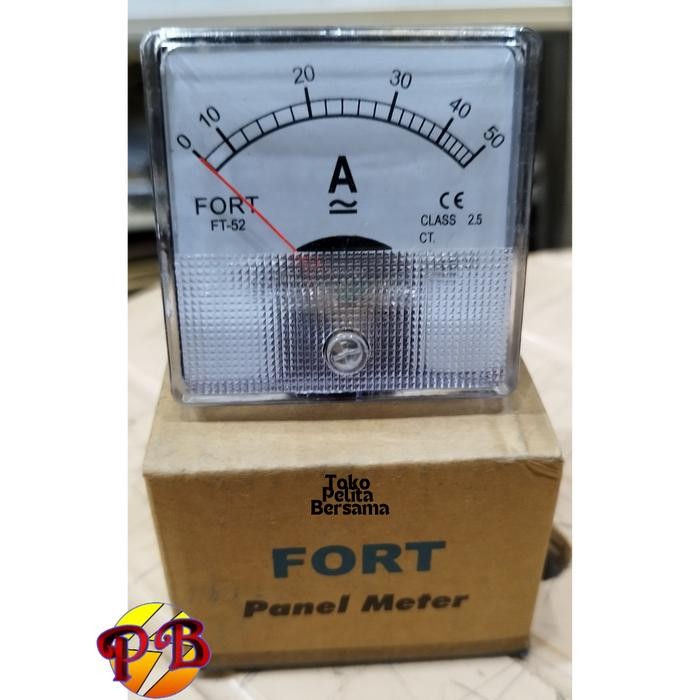 0 10 20 30 40 50
A
FORT
FT-52
CE
CLASS 2.5
CT.
Toko
Pelita
Bersama
FORT
Panel Meter
PB